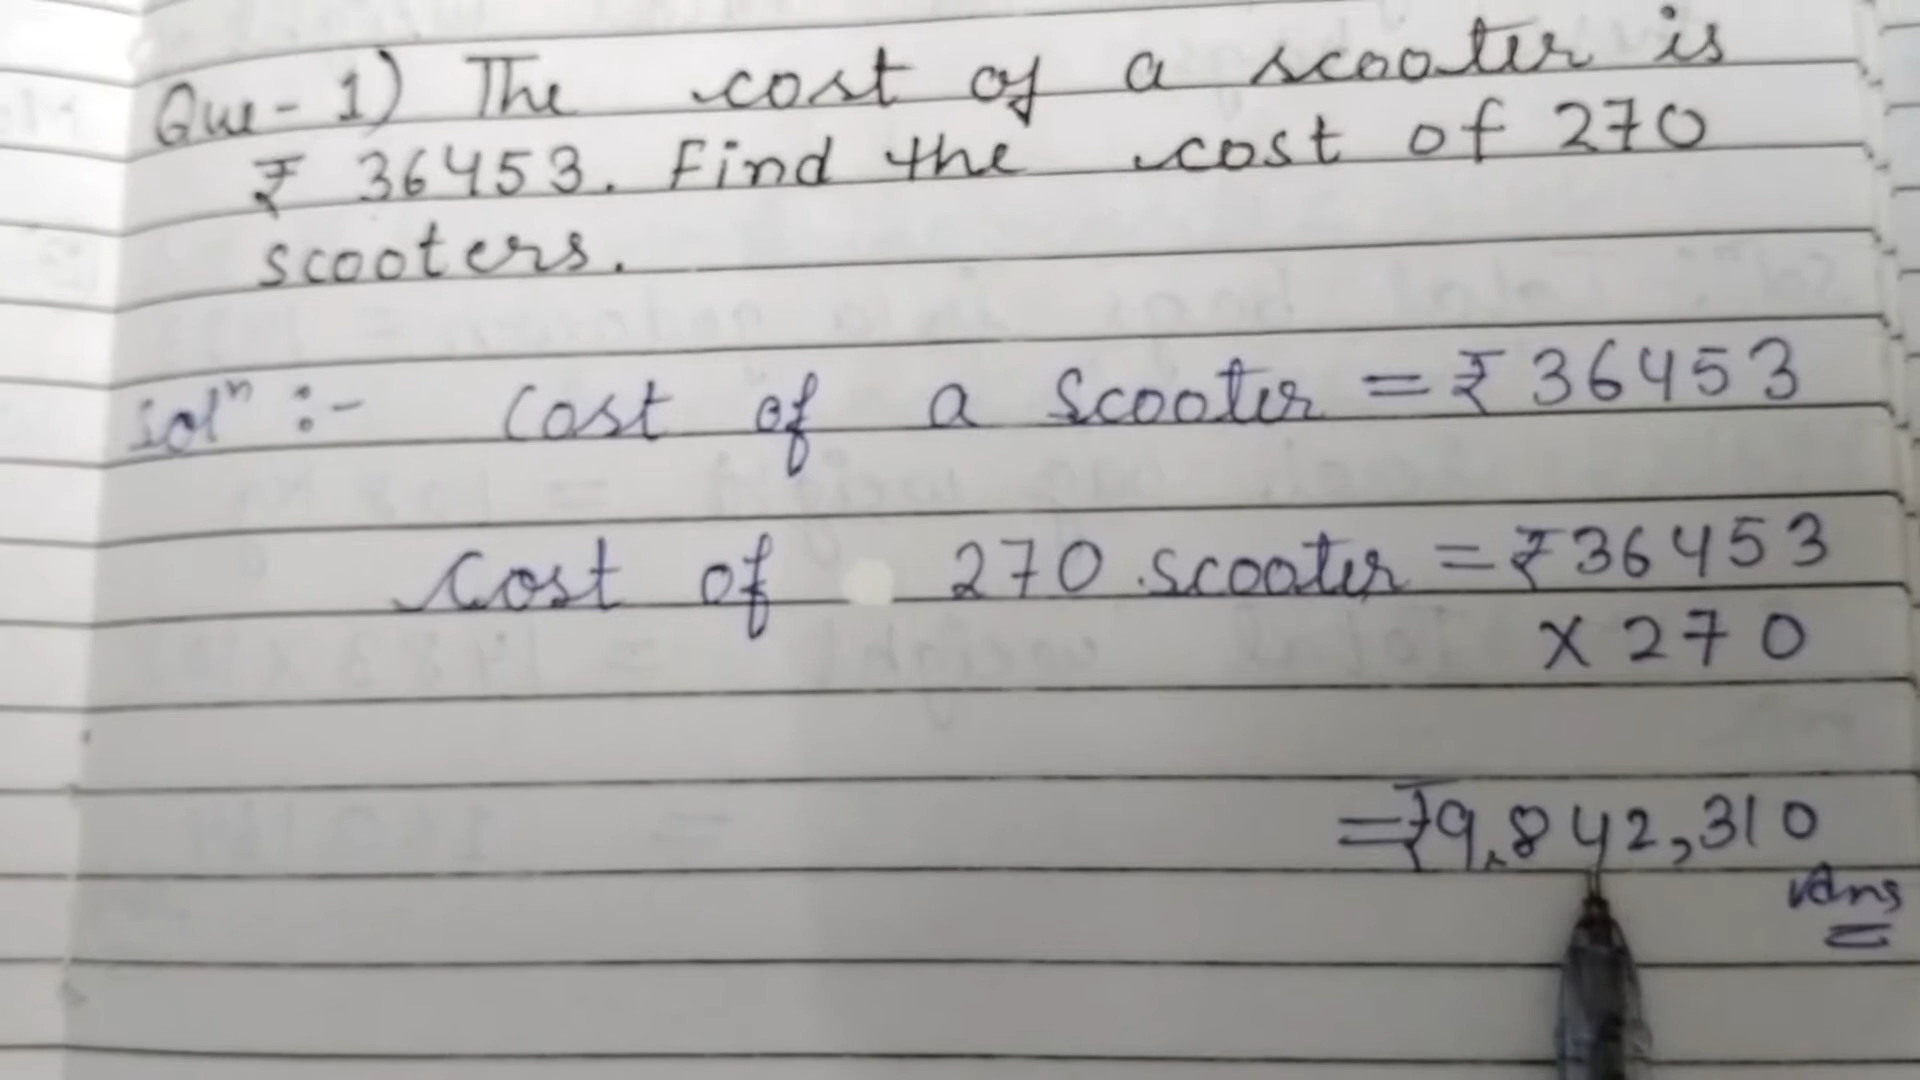 Que - 1) The cost of a scooter is
₹ 36453. Find the cost of 270
scooters.
Solⁿ :- Cost of a Scooter = ₹ 36453
Cost of 270 scooter = ₹ 36453
× 270
= ₹9,842,310
Ans